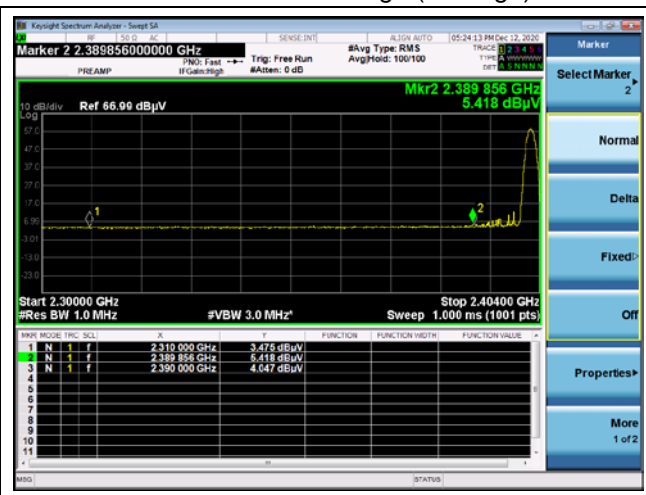 Keysight Spectrum Analyzer - Swept SA
RF 50 Ω AC SENSE:INT ALIGN AUTO 05:24:13 PM Dec 12, 2020
Marker 2 2.389856000000 GHz
PREAMP
PNO: Fast
IFGain:High
Trig: Free Run
#Atten: 0 dB
#Avg Type: RMS
Avg|Hold: 100/100
TRACE 1 2 3 4 5 6
TYPE A WWWWW
DET A S N N N N
Mkr2 2.389 856 GHz
5.418 dBµV
10 dB/div Ref 66.99 dBµV
Log
57.0
47.0
37.0
27.0
17.0
6.99
-3.01
-13.0
-23.0
1
2
Start 2.30000 GHz Stop 2.40400 GHz
#Res BW 1.0 MHz #VBW 3.0 MHz* Sweep 1.000 ms (1001 pts)
MKR MODE TRC SCL X Y FUNCTION FUNCTION WIDTH FUNCTION VALUE
1 N 1 f 2.310 000 GHz 3.475 dBµV
2 N 1 f 2.389 856 GHz 5.418 dBµV
3 N 1 f 2.390 000 GHz 4.047 dBµV
4
5
6
7
8
9
10
11
MSG STATUS
Marker
Select Marker
2
Normal
Delta
Fixed
Off
Properties
More
1 of 2